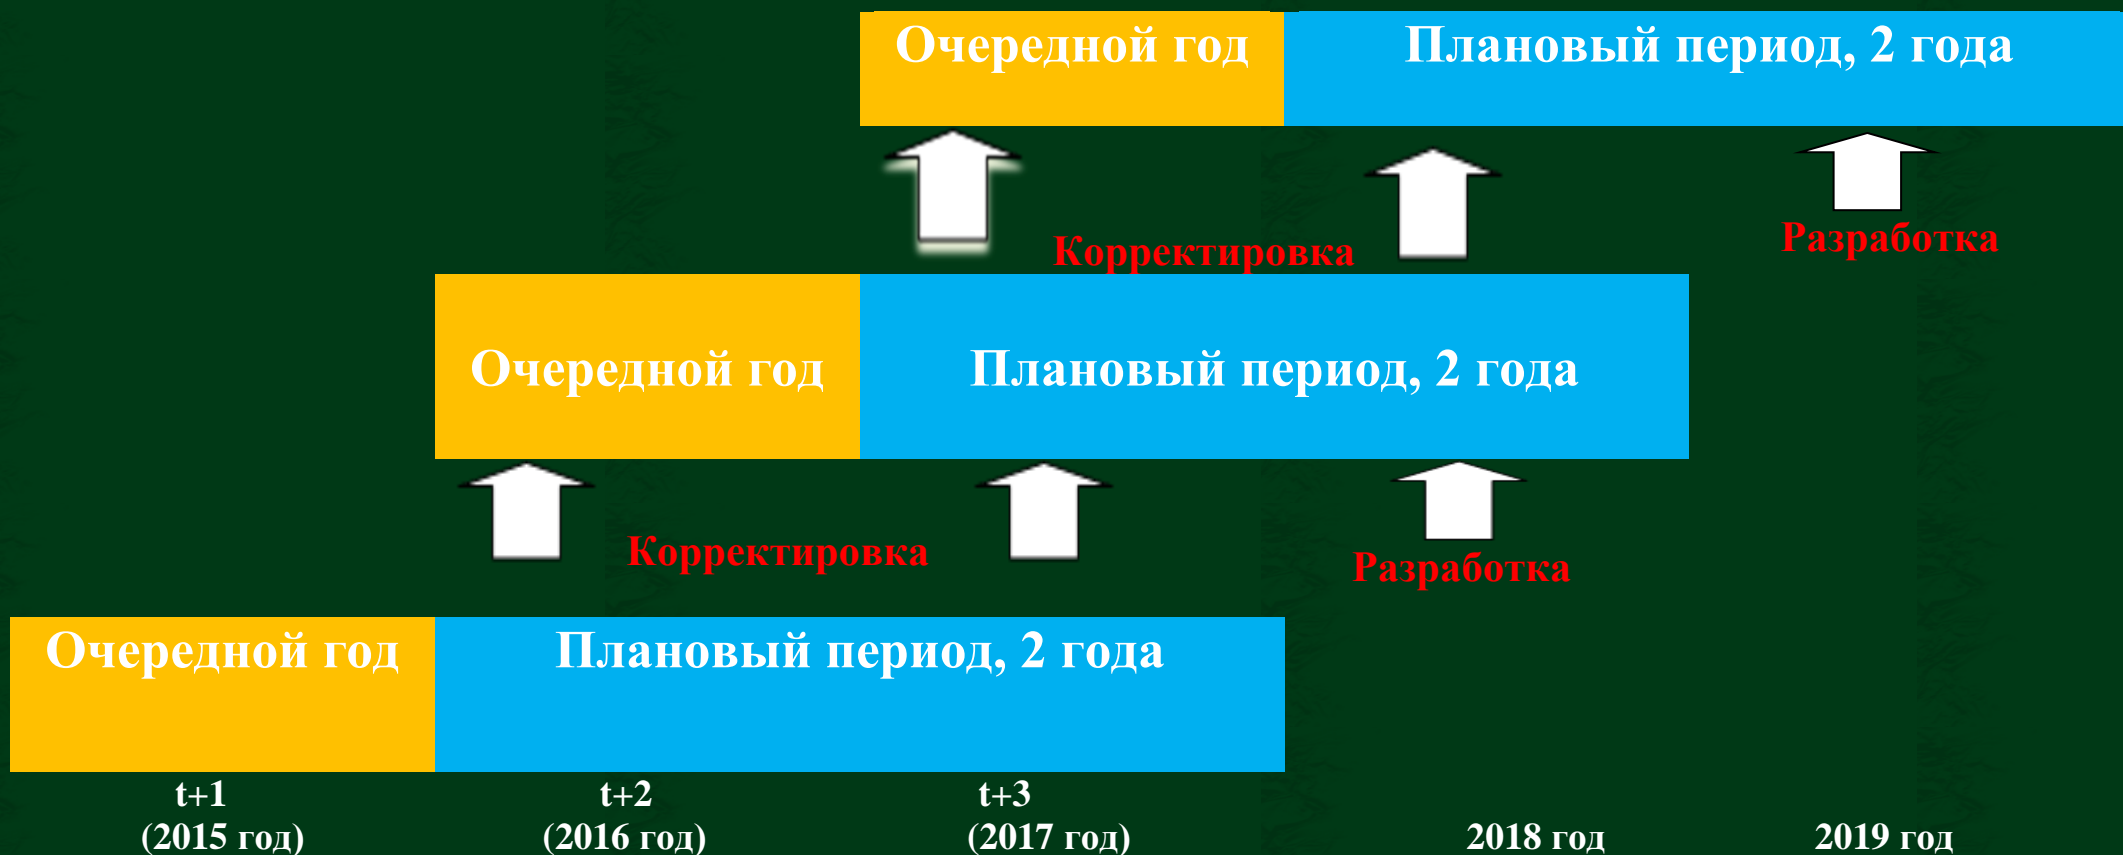 Очередной год
Плановый период, 2 года
Корректировка
Разработка
Очередной год
Плановый период, 2 года
Корректировка
Разработка
Очередной год
Плановый период, 2 года
t+1
(2015 год)
t+2
(2016 год)
t+3
(2017 год)
2018 год
2019 год